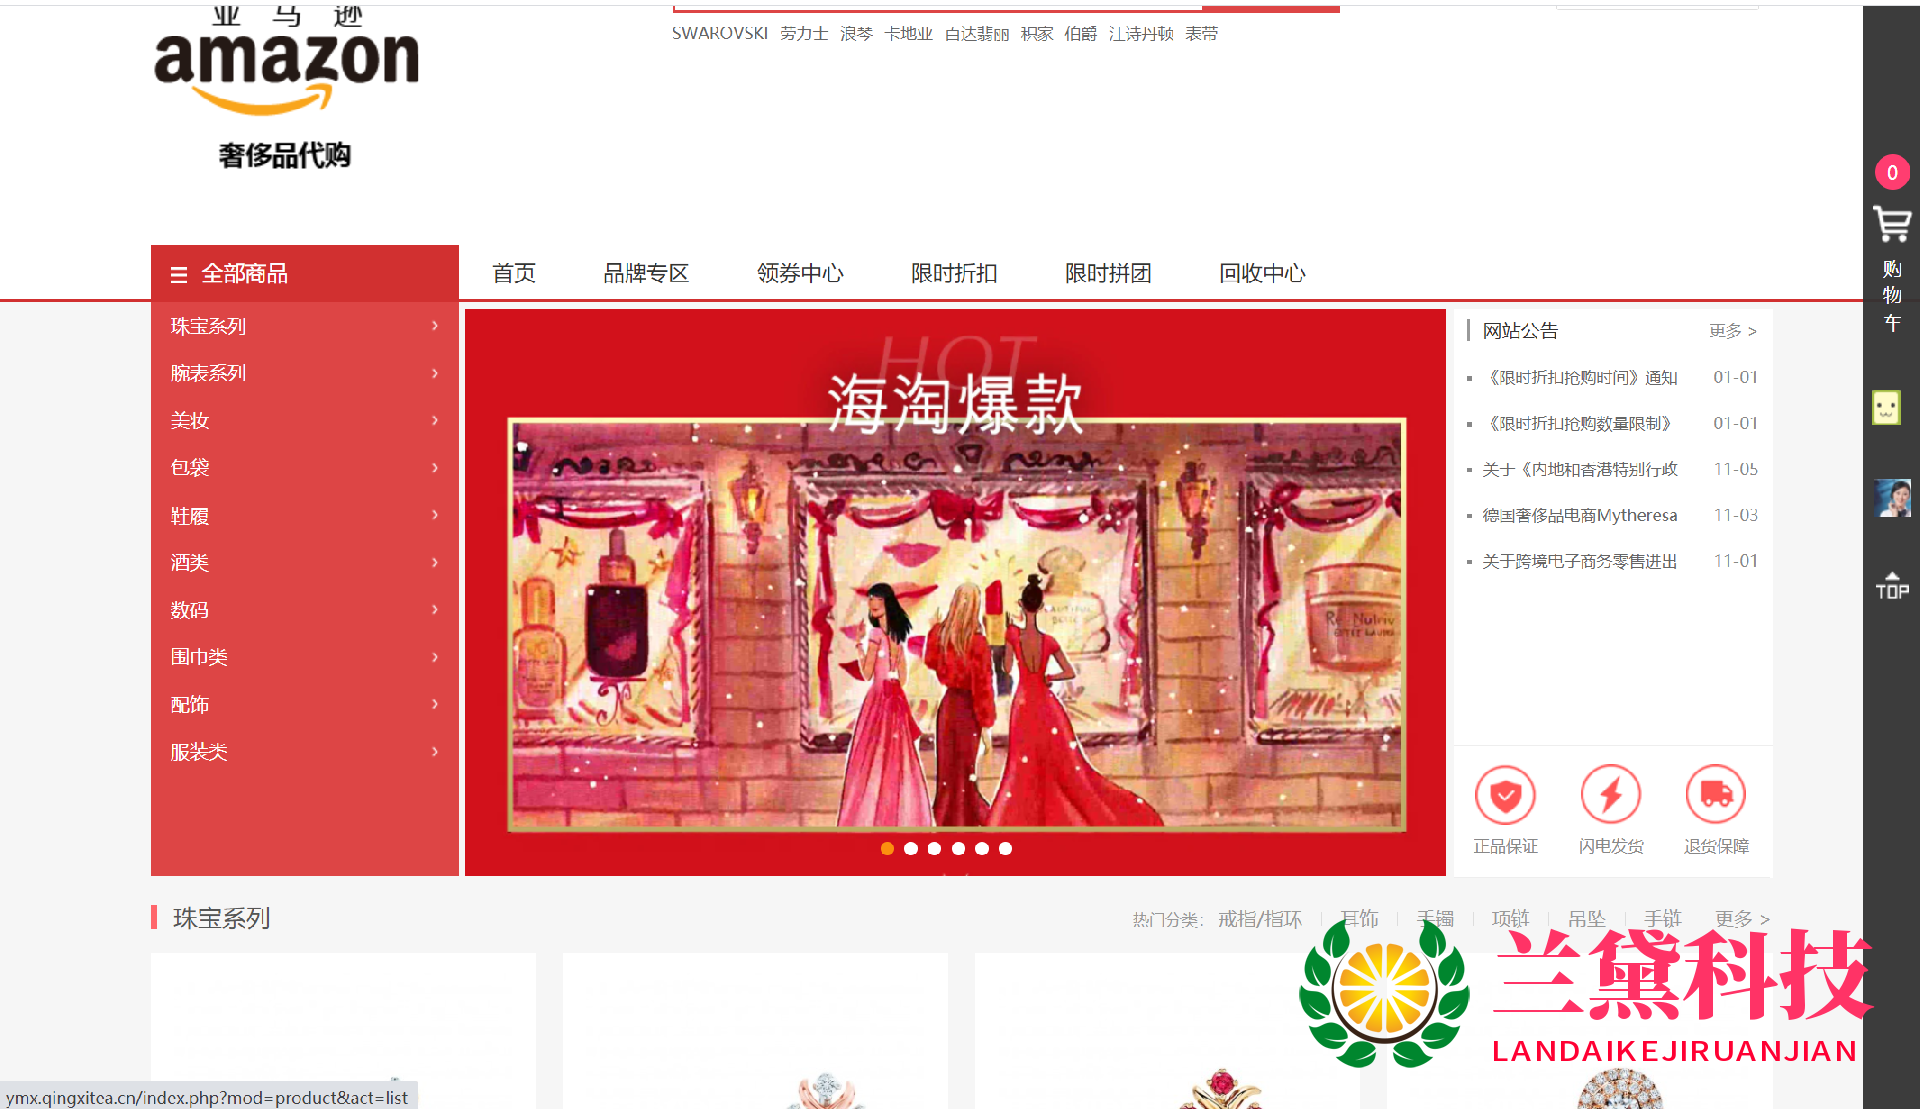 亚马逊
amazon
奢侈品代购
SWAROVSKI 劳力士 浪琴 卡地亚 百达翡丽 积家 伯爵 江诗丹顿 表带
全部商品
首页 品牌专区 领券中心 限时折扣 限时拼团 回收中心
珠宝系列
腕表系列
美妆
包袋
鞋履
酒类
数码
围巾类
配饰
服装类
HOT
海淘爆款
网站公告 更多 >
《限时折扣抢购时间》通知 01-01
《限时折扣抢购数量限制》 01-01
关于《内地和香港特别行政 11-05
德国奢侈品电商Mytheresa 11-03
关于跨境电子商务零售进出 11-01
正品保证 闪电发货 退货保障
0
购物车
TOP
珠宝系列
热门分类: 戒指/指环 耳饰 手镯 项链 吊坠 手链 更多 >
兰黛科技
LANDAIKEJIRUANJIAN
ymx.qingxitea.cn/index.php?mod=product&act=list